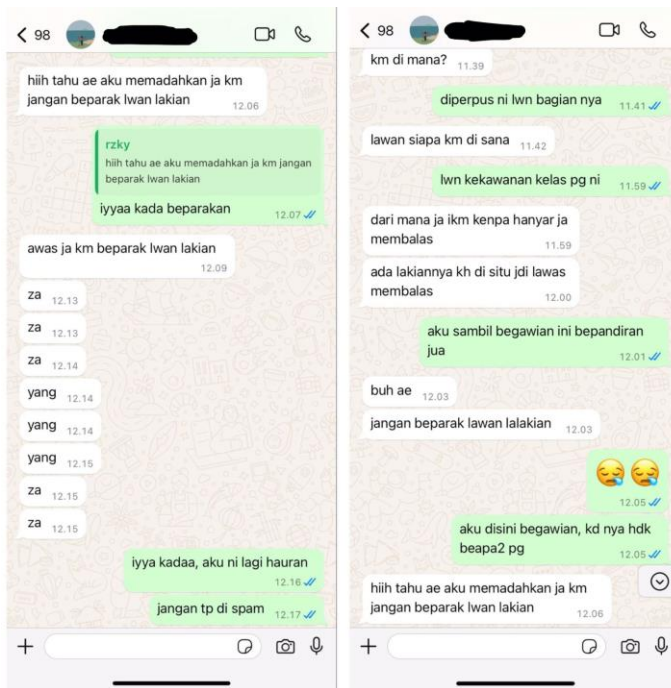 98
hiih tahu ae aku memadahkan ja km
jangan beparak lwan lakian 12.06
rzky
hiih tahu ae aku memadahkan ja km jangan
beparak lwan lakian
iyyaa kada beparakan 12.07
awas ja km beparak lwan lakian
12.09
za 12.13
za 12.13
za 12.14
yang 12.14
yang 12.14
yang 12.15
za 12.15
za 12.15
iyya kadaa, aku ni lagi hauran
12.16
jangan tp di spam 12.17
98
km di mana? 11.39
diperpus ni lwn bagian nya 11.41
lawan siapa km di sana 11.42
lwn kekawanan kelas pg ni 11.59
dari mana ja ikm kenpa hanyar ja
membalas 11.59
ada lakiannya kh di situ jdi lawas
membalas 12.00
aku sambil begawian ini bepandiran
jua 12.01
buh ae 12.03
jangan beparak lawan lalakian 12.03
😪😪
12.05
aku disini begawian, kd nya hdk
beapa2 pg 12.05
hiih tahu ae aku memadahkan ja km
jangan beparak lwan lakian 12.06